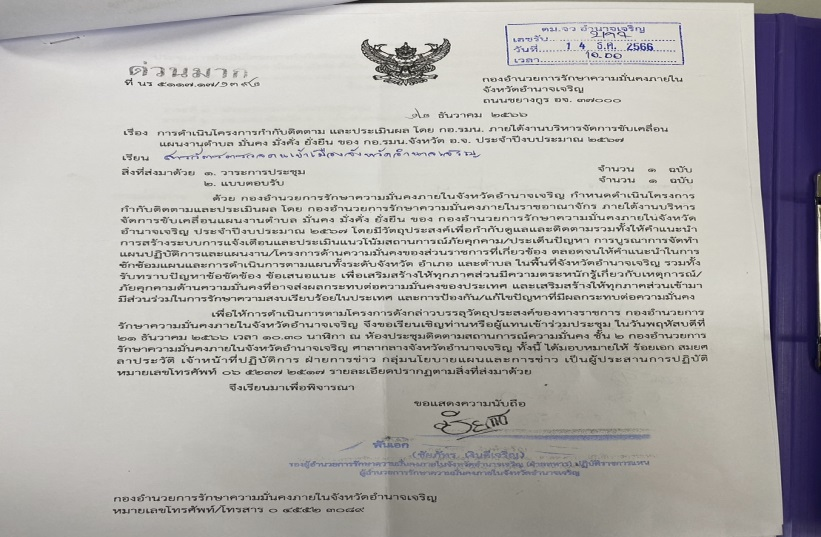 ตม.จว อำนาจเจริญ
เลขรับ
วันที่ 14 ธ.ค. 2566
เวลา 10.00
ด่วนมาก
ที่ นร ๕๑๑๗.๑๗/
กองอำนวยการรักษาความมั่นคงภายใน
จังหวัดอำนาจเจริญ
ถนนชยางกูร อจ. ๓๗๐๐๐
๑๓ ธันวาคม ๒๕๖๖
เรื่อง การดำเนินโครงการกำกับติดตาม และประเมินผล โดย กอ.รมน. ภายใต้งานบริหารจัดการขับเคลื่อน
แผนงานตำบล มั่นคง มั่งคั่ง ยั่งยืน ของ กอ.รมน.จังหวัด อ.จ. ประจำปีงบประมาณ ๒๕๖๗
เรียน สารวัตรตรวจคนเข้าเมืองจังหวัดอำนาจเจริญ
สิ่งที่ส่งมาด้วย ๑. วาระการประชุม จำนวน ๑ ฉบับ
๒. แบบตอบรับ จำนวน ๑ ฉบับ
ด้วย กองอำนวยการรักษาความมั่นคงภายในจังหวัดอำนาจเจริญ กำหนดดำเนินโครงการ
กำกับติดตามและประเมินผล โดย กองอำนวยการรักษาความมั่นคงภายในราชอาณาจักร ภายใต้งานบริหาร
จัดการขับเคลื่อนแผนงานตำบล มั่นคง มั่งคั่ง ยั่งยืน ของ กองอำนวยการรักษาความมั่นคงภายในจังหวัด
อำนาจเจริญ ประจำปีงบประมาณ ๒๕๖๗ โดยมีวัตถุประสงค์เพื่อกำกับดูแลและติดตามรวมทั้งให้คำแนะนำ
การสร้างระบบการแจ้งเตือนและประเมินแนวโน้มสถานการณ์ภัยคุกคาม/ประเด็นปัญหา การบูรณาการจัดทำ
แผนปฏิบัติการและแผนงาน/โครงการด้านความมั่นคงของส่วนราชการที่เกี่ยวข้อง ตลอดจนให้คำแนะนำในการ
ซักซ้อมแผนและการดำเนินการตามแผนทั้งระดับจังหวัด อำเภอ และตำบล ในพื้นที่จังหวัดอำนาจเจริญ รวมทั้ง
รับทราบปัญหาข้อขัดข้อง ข้อเสนอแนะ เพื่อเสริมสร้างให้ทุกภาคส่วนมีความตระหนักรู้เกี่ยวกับเหตุการณ์/
ภัยคุกคามด้านความมั่นคงที่อาจส่งผลกระทบต่อความมั่นคงของประเทศ และเสริมสร้างให้ทุกภาคส่วนเข้ามา
มีส่วนร่วมในการรักษาความสงบเรียบร้อยในประเทศ และการป้องกัน/แก้ไขปัญหาที่มีผลกระทบต่อความมั่นคง
เพื่อให้การดำเนินการตามโครงการดังกล่าวบรรลุวัตถุประสงค์ของทางราชการ กองอำนวยการ
รักษาความมั่นคงภายในจังหวัดอำนาจเจริญ จึงขอเรียนเชิญท่านหรือผู้แทนเข้าร่วมประชุม ในวันพฤหัสบดีที่
๒๑ ธันวาคม ๒๕๖๖ เวลา ๑๐.๓๐ นาฬิกา ณ ห้องประชุมติดตามสถานการณ์ความมั่นคง ชั้น ๒ กองอำนวยการ
รักษาความมั่นคงภายในจังหวัดอำนาจเจริญ ศาลากลางจังหวัดอำนาจเจริญ ทั้งนี้ ได้มอบหมายให้ ร้อยเอก สมยศ
ลาประวัติ เจ้าหน้าที่ปฏิบัติการ ฝ่ายการข่าว กลุ่มนโยบายแผนและการข่าว เป็นผู้ประสานการปฏิบัติ
หมายเลขโทรศัพท์ ๐๖ ๕๒๓๗ ๒๕๑๗ รายละเอียดปรากฏตามสิ่งที่ส่งมาด้วย
จึงเรียนมาเพื่อพิจารณา
ขอแสดงความนับถือ
พันเอก
(ชัยภัทร เงินดีเจริญ)
รองผู้อำนวยการรักษาความมั่นคงภายในจังหวัดอำนาจเจริญ (ฝ่ายทหาร) ปฏิบัติราชการแทน
ผู้อำนวยการรักษาความมั่นคงภายในจังหวัดอำนาจเจริญ
กองอำนวยการรักษาความมั่นคงภายในจังหวัดอำนาจเจริญ
หมายเลขโทรศัพท์/โทรสาร ๐ ๔๕๕๒ ๓๐๘๙